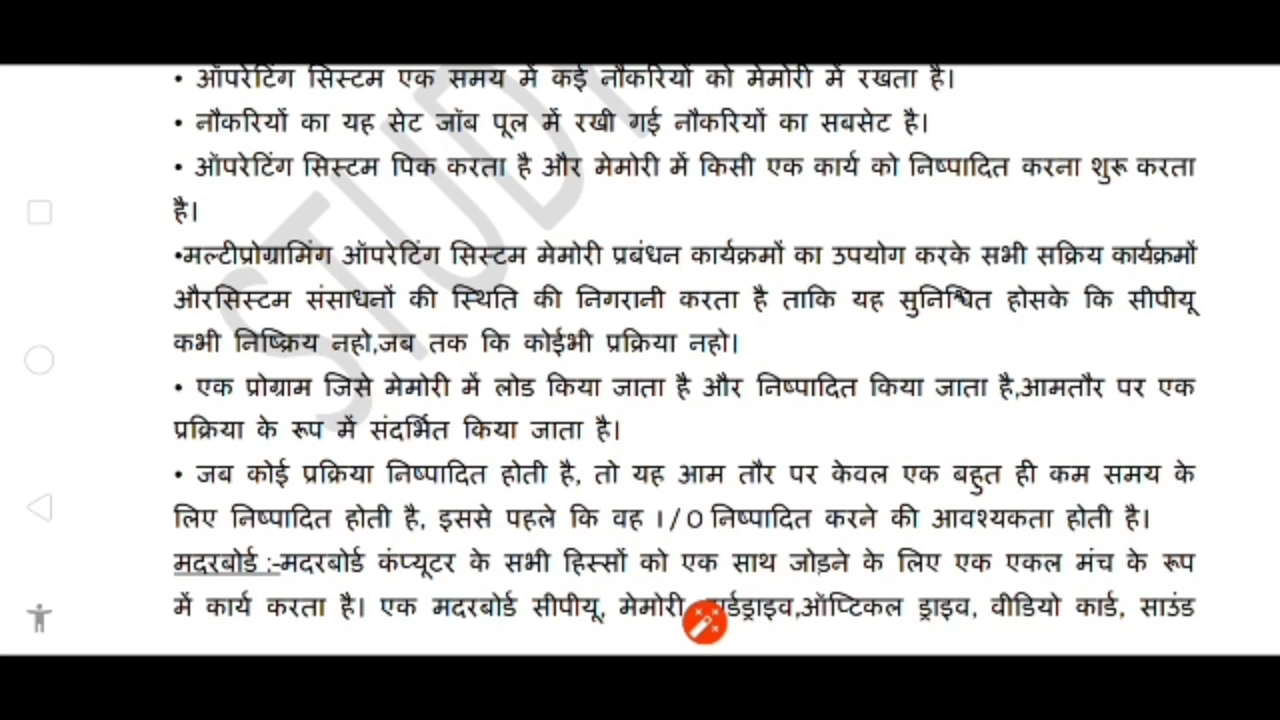 • ऑपरेटिंग सिस्टम एक समय में कई नौकरियों को मेमोरी में रखता है।
• नौकरियों का यह सेट जॉब पूल में रखी गई नौकरियों का सबसेट है।
• ऑपरेटिंग सिस्टम पिक करता है और मेमोरी में किसी एक कार्य को निष्पादित करना शुरू करता
है।
•मल्टीप्रोग्रामिंग ऑपरेटिंग सिस्टम मेमोरी प्रबंधन कार्यक्रमों का उपयोग करके सभी सक्रिय कार्यक्रमों
औरसिस्टम संसाधनों की स्थिति की निगरानी करता है ताकि यह सुनिश्चित होसके कि सीपीयू
कभी निष्क्रिय नहो,जब तक कि कोईभी प्रक्रिया नहो।
• एक प्रोग्राम जिसे मेमोरी में लोड किया जाता है और निष्पादित किया जाता है,आमतौर पर एक
प्रक्रिया के रूप में संदर्भित किया जाता है।
• जब कोई प्रक्रिया निष्पादित होती है, तो यह आम तौर पर केवल एक बहुत ही कम समय के
लिए निष्पादित होती है, इससे पहले कि वह I / O निष्पादित करने की आवश्यकता होती है।
मदरबोर्ड :-मदरबोर्ड कंप्यूटर के सभी हिस्सों को एक साथ जोड़ने के लिए एक एकल मंच के रूप
में कार्य करता है। एक मदरबोर्ड सीपीयू, मेमोरी ऑप्टिकल ड्राइव, वीडियो कार्ड, साउंड
STUDY